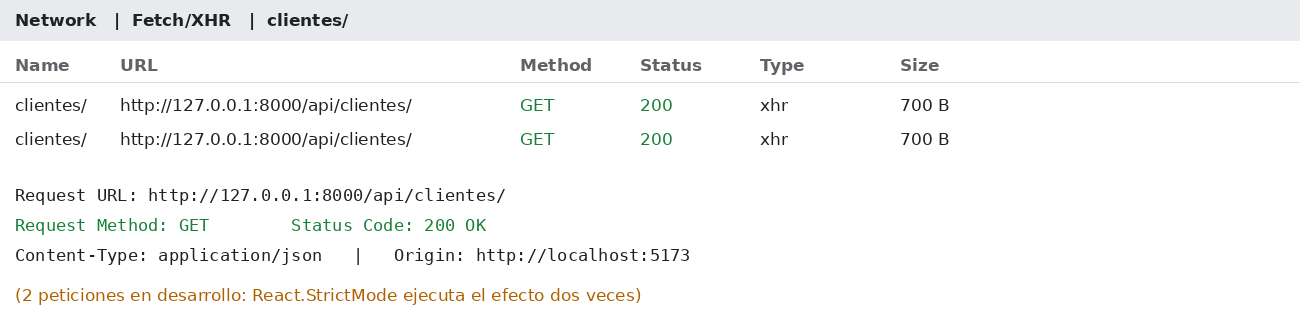 Network | Fetch/XHR | clientes/
Name URL Method Status Type Size
clientes/ http://127.0.0.1:8000/api/clientes/ GET 200 xhr 700 B
clientes/ http://127.0.0.1:8000/api/clientes/ GET 200 xhr 700 B
Request URL: http://127.0.0.1:8000/api/clientes/
Request Method: GET Status Code: 200 OK
Content-Type: application/json | Origin: http://localhost:5173
(2 peticiones en desarrollo: React.StrictMode ejecuta el efecto dos veces)